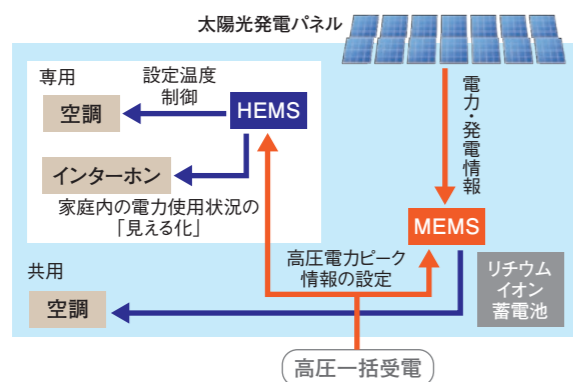 太陽光発電パネル
専用
設定温度
制御
空調
HEMS
インターホン
家庭内の電力使用状況の
「見える化」
電力・発電情報
MEMS
高圧電力ピーク
情報の設定
リチウム
イオン
蓄電池
共用
空調
高圧一括受電